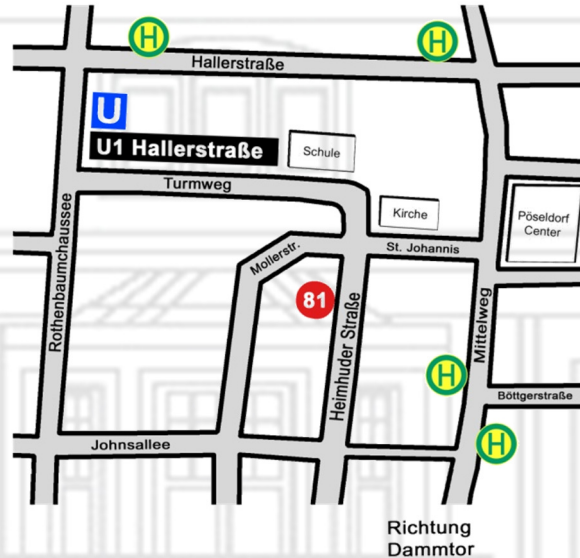 H
H
Hallerstraße
U
U1 Hallerstraße
Schule
Turmweg
Kirche
Pöseldorf
Center
Rothenbaumchaussee
Mollerstr.
St. Johannis
81
Heimhuder Straße
Mittelweg
H
Böttgerstraße
H
Johnsallee
Richtung
Dammtor